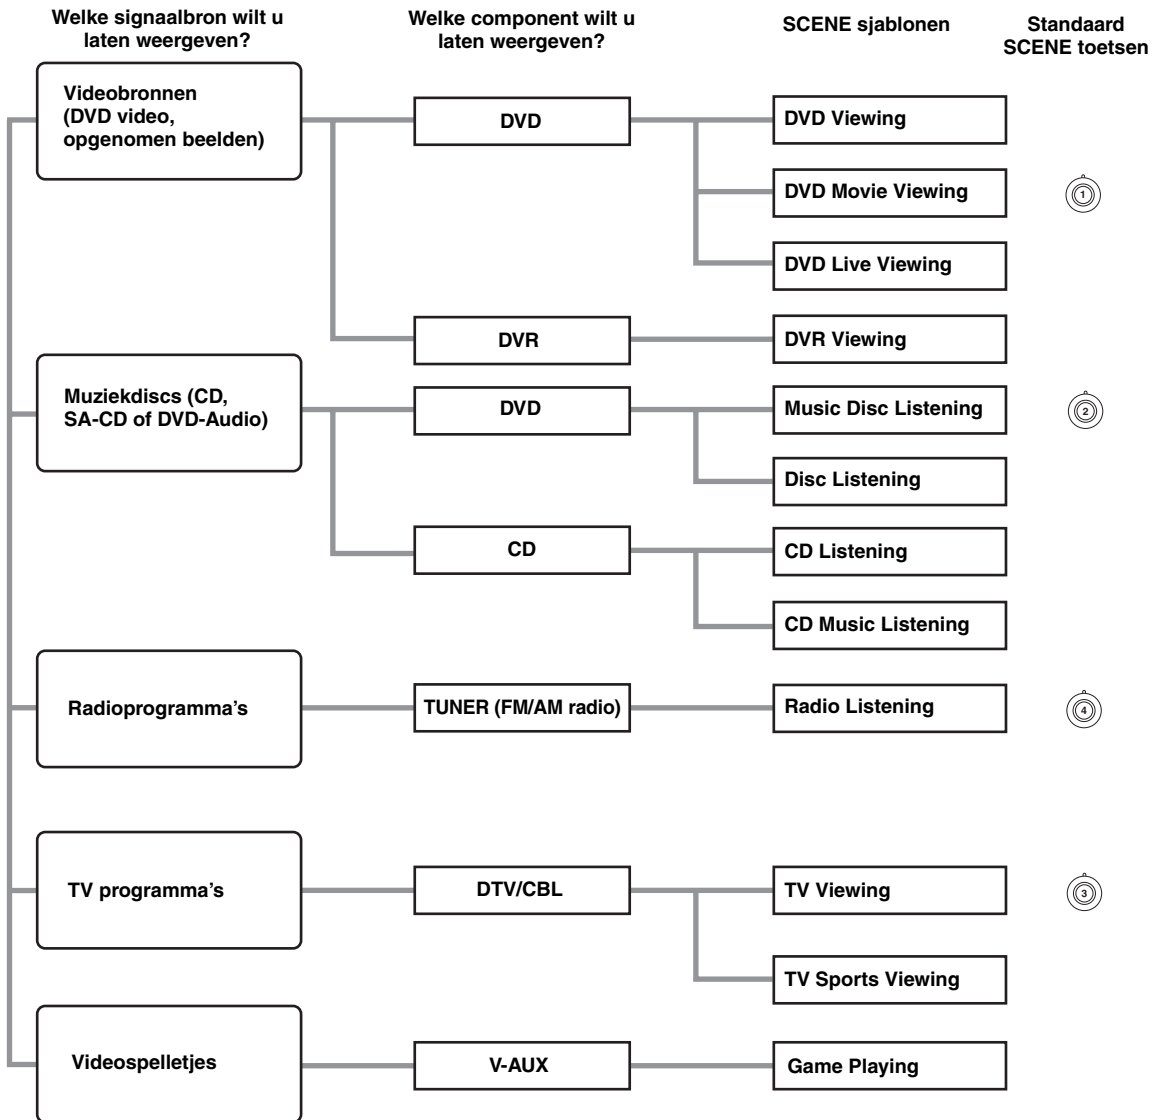 Welke signaalbron wilt u
laten weergeven?
Welke component wilt u
laten weergeven?
SCENE sjablonen
Standaard
SCENE toetsen
Videobronnen
(DVD video,
opgenomen beelden)
DVD
DVD Viewing
DVD Movie Viewing
1
DVD Live Viewing
DVR
DVR Viewing
Muziekdiscs (CD,
SA-CD of DVD-Audio)
DVD
Music Disc Listening
2
Disc Listening
CD
CD Listening
CD Music Listening
Radioprogramma's
TUNER (FM/AM radio)
Radio Listening
4
TV programma's
DTV/CBL
TV Viewing
3
TV Sports Viewing
Videospelletjes
V-AUX
Game Playing